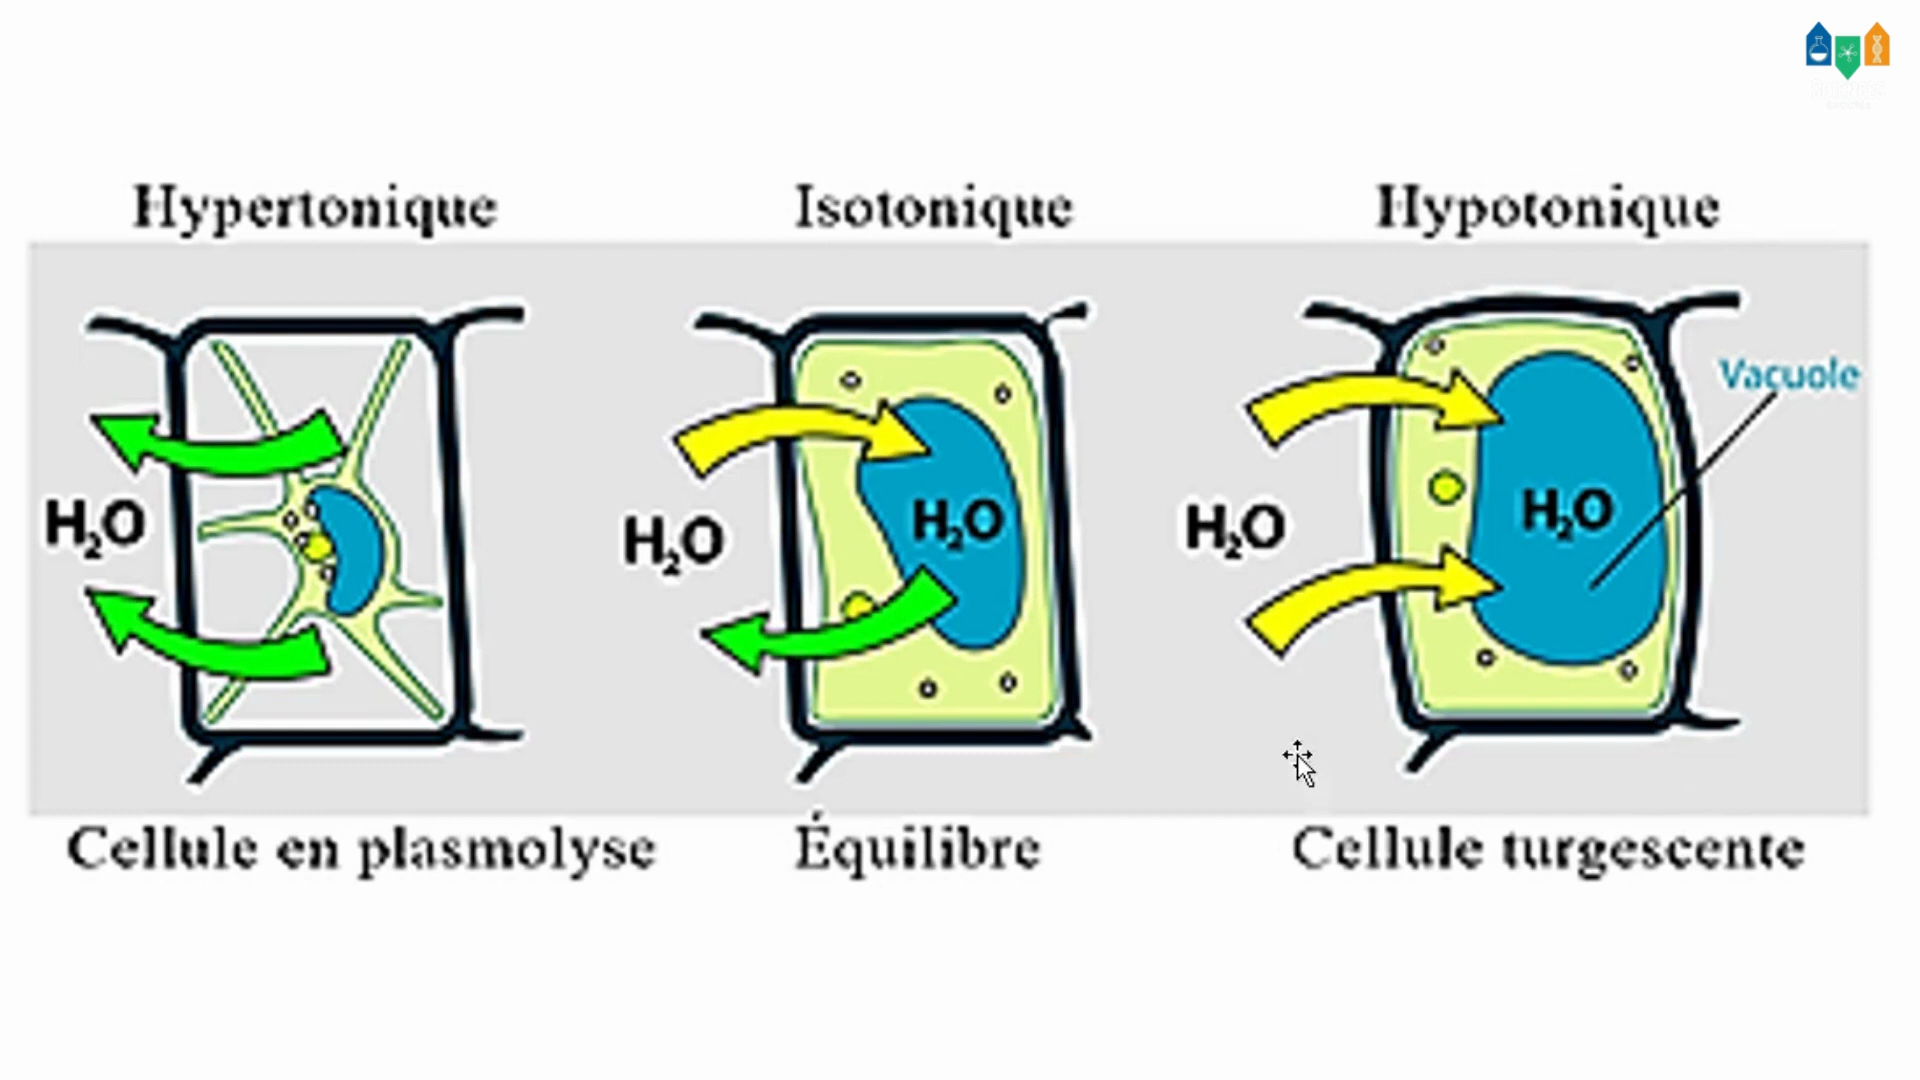 Hypertonique
Isotonique
Hypotonique
Vacuole
H₂O
H₂O
H₂O
H₂O
H₂O
Cellule en plasmolyse
Équilibre
Cellule turgescente